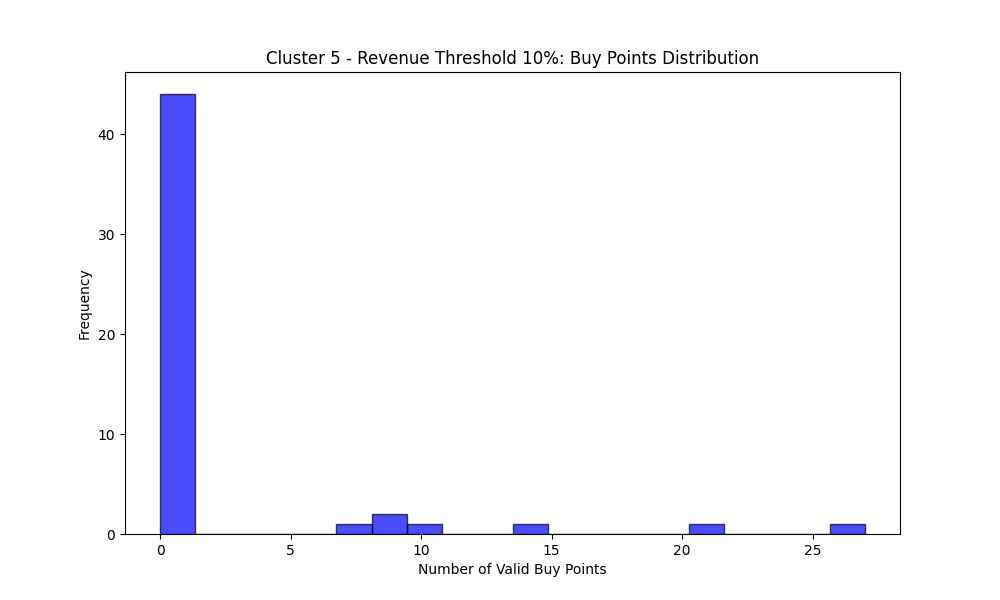 Cluster 5 - Revenue Threshold 10%: Buy Points Distribution
Frequency
40
30
20
10
0
0 5 10 15 20 25
Number of Valid Buy Points